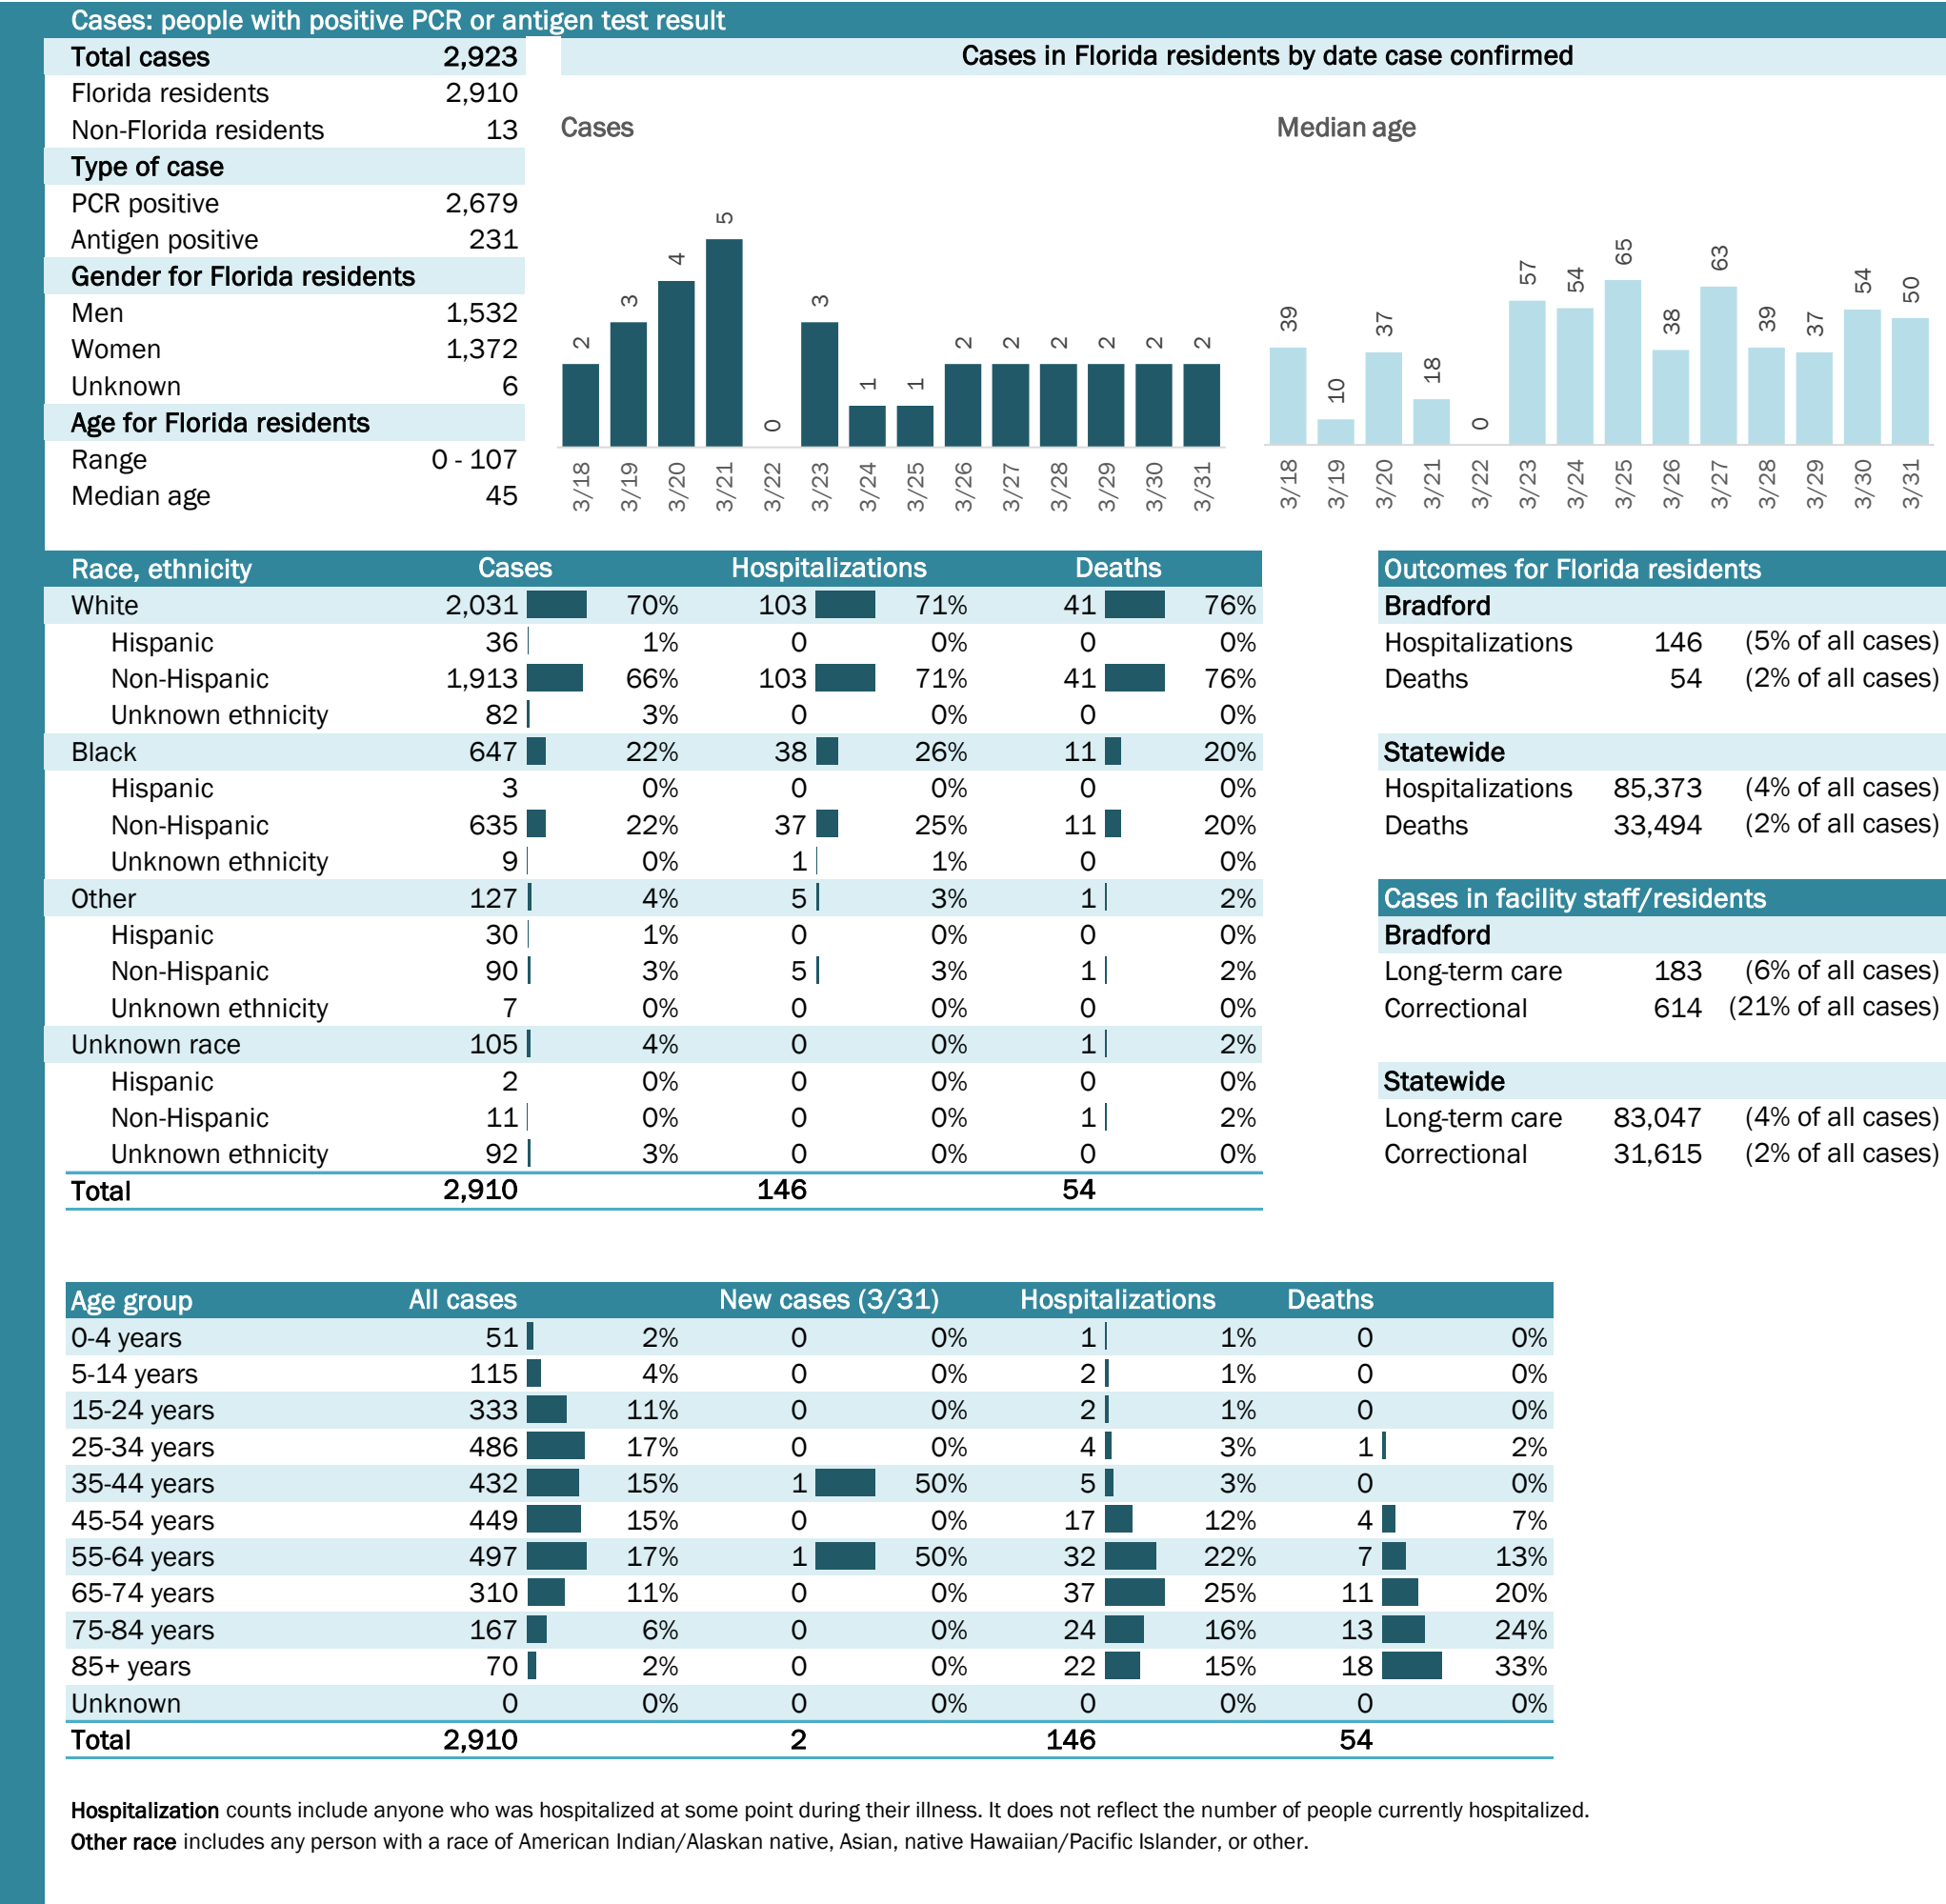 Cases: people with positive PCR or antigen test result
Total cases 2,923
Florida residents 2,910
Non-Florida residents 13
Type of case
PCR positive 2,679
Antigen positive 231
Gender for Florida residents
Men 1,532
Women 1,372
Unknown 6
Age for Florida residents
Range 0 - 107
Median age 45
Cases in Florida residents by date case confirmed
Cases
2 3 4 5 0 3 1 1 2 2 2 2 2 2
3/18 3/19 3/20 3/21 3/22 3/23 3/24 3/25 3/26 3/27 3/28 3/29 3/30 3/31
Median age
39 10 37 18 0 57 54 65 38 63 39 37 54 50
3/18 3/19 3/20 3/21 3/22 3/23 3/24 3/25 3/26 3/27 3/28 3/29 3/30 3/31
Race, ethnicity Cases Hospitalizations Deaths
White 2,031 70% 103 71% 41 76%
Hispanic 36 1% 0 0% 0 0%
Non-Hispanic 1,913 66% 103 71% 41 76%
Unknown ethnicity 82 3% 0 0% 0 0%
Black 647 22% 38 26% 11 20%
Hispanic 3 0% 0 0% 0 0%
Non-Hispanic 635 22% 37 25% 11 20%
Unknown ethnicity 9 0% 1 1% 0 0%
Other 127 4% 5 3% 1 2%
Hispanic 30 1% 0 0% 0 0%
Non-Hispanic 90 3% 5 3% 1 2%
Unknown ethnicity 7 0% 0 0% 0 0%
Unknown race 105 4% 0 0% 1 2%
Hispanic 2 0% 0 0% 0 0%
Non-Hispanic 11 0% 0 0% 1 2%
Unknown ethnicity 92 3% 0 0% 0 0%
Total 2,910 146 54
Outcomes for Florida residents
Bradford
Hospitalizations 146 (5% of all cases)
Deaths 54 (2% of all cases)
Statewide
Hospitalizations 85,373 (4% of all cases)
Deaths 33,494 (2% of all cases)
Cases in facility staff/residents
Bradford
Long-term care 183 (6% of all cases)
Correctional 614 (21% of all cases)
Statewide
Long-term care 83,047 (4% of all cases)
Correctional 31,615 (2% of all cases)
Age group All cases New cases (3/31) Hospitalizations Deaths
0-4 years 51 2% 0 0% 1 1% 0 0%
5-14 years 115 4% 0 0% 2 1% 0 0%
15-24 years 333 11% 0 0% 2 1% 0 0%
25-34 years 486 17% 0 0% 4 3% 1 2%
35-44 years 432 15% 1 50% 5 3% 0 0%
45-54 years 449 15% 0 0% 17 12% 4 7%
55-64 years 497 17% 1 50% 32 22% 7 13%
65-74 years 310 11% 0 0% 37 25% 11 20%
75-84 years 167 6% 0 0% 24 16% 13 24%
85+ years 70 2% 0 0% 22 15% 18 33%
Unknown 0 0% 0 0% 0 0% 0 0%
Total 2,910 2 146 54
Hospitalization counts include anyone who was hospitalized at some point during their illness. It does not reflect the number of people currently hospitalized.
Other race includes any person with a race of American Indian/Alaskan native, Asian, native Hawaiian/Pacific Islander, or other.